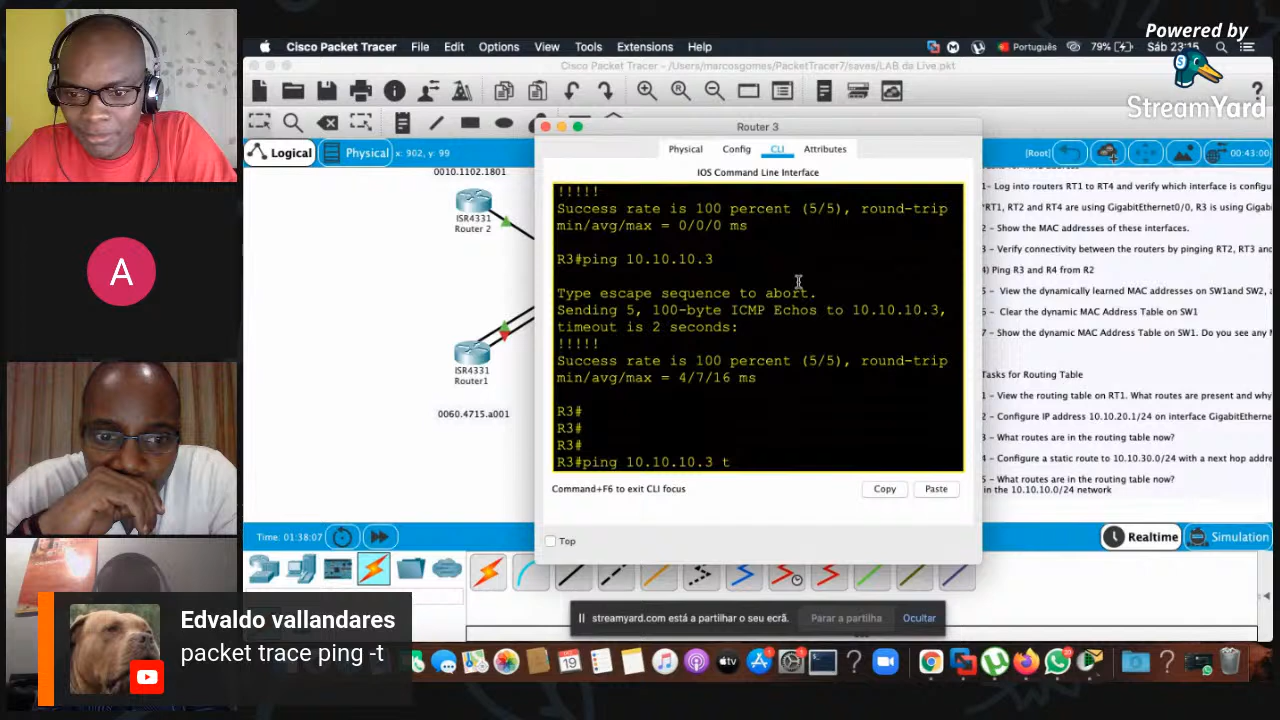 Powered by
StreamYard
Cisco Packet Tracer File Edit Options View Tools Extensions Help
Português 79% Sáb 23:15
Cisco Packet Tracer – /Users/marcosgomes/PacketTracer7/saves/LAB da Live.pkt
Logical Physical x: 902, y: 99
[Root] 00:43:00
Router 3
Physical Config CLI Attributes
IOS Command Line Interface
!!!!!
Success rate is 100 percent (5/5), round-trip
min/avg/max = 0/0/0 ms
R3#ping 10.10.10.3
Type escape sequence to abort.
Sending 5, 100-byte ICMP Echos to 10.10.10.3,
timeout is 2 seconds:
!!!!!
Success rate is 100 percent (5/5), round-trip
min/avg/max = 4/7/16 ms
R3#
R3#
R3#
R3#ping 10.10.10.3 t
Command+F6 to exit CLI focus
Copy Paste
Top
0010.1102.1801
ISR4331
Router 2
ISR4331
Router1
0060.4715.a001
1- Log into routers RT1 to RT4 and verify which interface is configu
*RT1, RT2 and RT4 are using GigabitEthernet0/0, R3 is using Gigabit
2 – Show the MAC addresses of these interfaces.
3 – Verify connectivity between the routers by pinging RT2, RT3 and
4) Ping R3 and R4 from R2
5 – View the dynamically learned MAC addresses on SW1and SW2,
6 – Clear the dynamic MAC Address Table on SW1
7 – Show the dynamic MAC Address Table on SW1. Do you see any
Tasks for Routing Table
1 – View the routing table on RT1. What routes are present and why
2 – Configure IP address 10.10.20.1/24 on interface GigabitEtherne
3 – What routes are in the routing table now?
4 – Configure a static route to 10.10.30.0/24 with a next hop addre
5 – What routes are in the routing table now?
in the 10.10.10.0/24 network
Time: 01:38:07
Realtime Simulation
streamyard.com está a partilhar o seu ecrã. Parar a partilha Ocultar
A
Edvaldo vallandares
packet trace ping -t